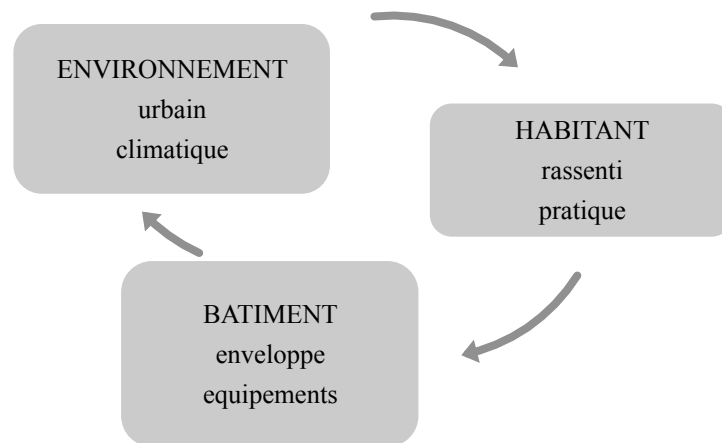 ENVIRONNEMENT
urbain
climatique
HABITANT
rassenti
pratique
BATIMENT
enveloppe
equipements